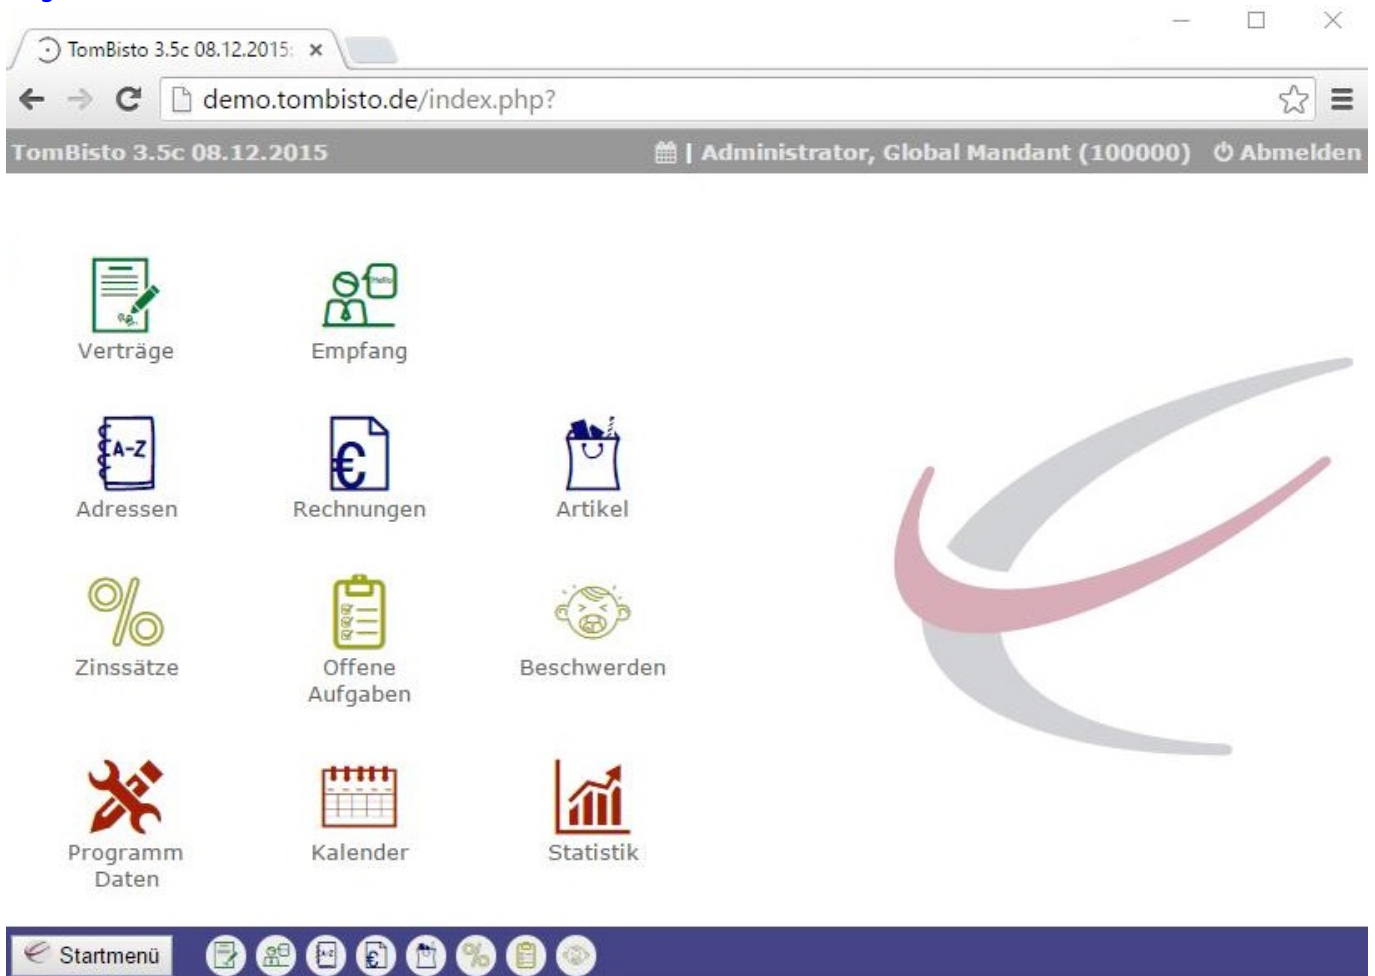 TomBisto 3.5c 08.12.2015:
demo.tombisto.de/index.php?
TomBisto 3.5c 08.12.2015 | Administrator, Global Mandant (100000) Abmelden
Hello
Verträge Empfang
A-Z
€
Adressen Rechnungen Artikel
%
Zinssätze Offene Aufgaben Beschwerden
Programm Daten Kalender Statistik
Startmenü A-Z € %